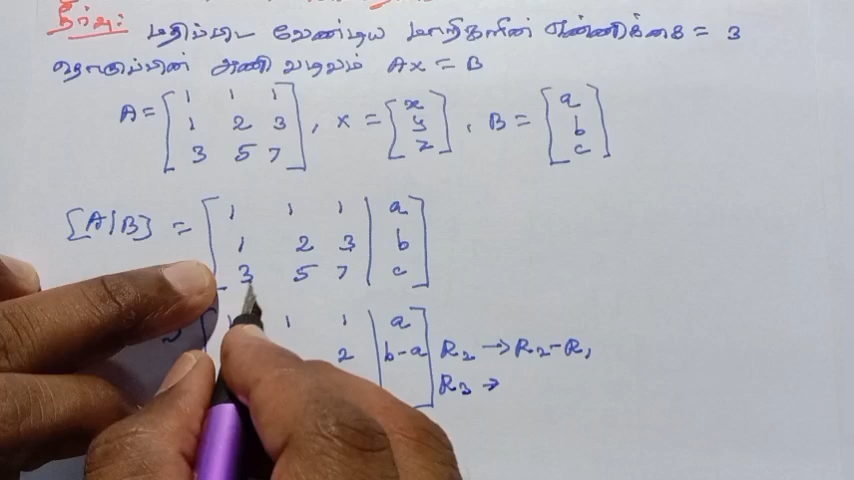 தீர்வு: மதிப்பிட வேண்டிய மாறிகளின் எண்ணிக்கை = 3
தொகுப்பின் அணி வடிவம் AX = B
A = [ 1 1 1 1 2 3 3 5 7 ] , X = [ x y z ] , B = [ a b c ]
[A|B] = [ 1 1 1 | a
1 2 3 | b
3 5 7 | c ]
~ [ 1 1 1 | a
2 | b-a ] R₂ → R₂-R₁
R₃ →